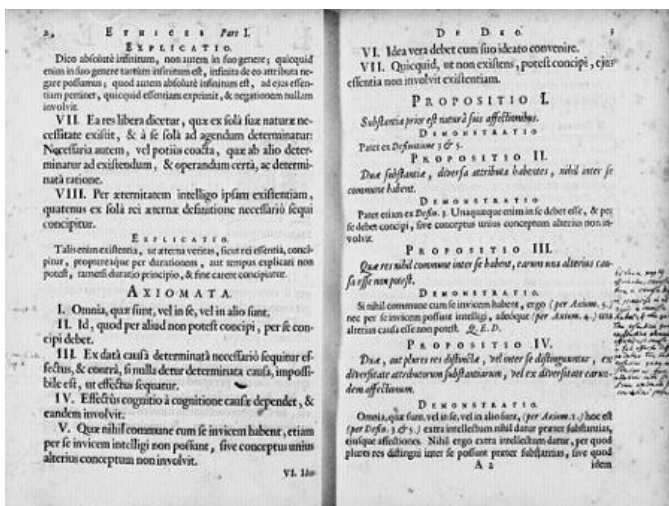 2, ETHICES Pars I.
EXPLICATIO.
Dico absolutè infinitum, non autem in suo genere; quicquid
enim in suo genere tantùm infinitum est, infinita de eo attributa ne-
gare possumus; quod autem absolutè infinitum est, ad ejus essen-
tiam pertinet, quicquid essentiam exprimit, & negationem nullam
involvit.
VII. Ea res libera dicetur, quæ ex solâ suæ naturæ ne-
cessitate existit, & à se solâ ad agendum determinatur:
Necessaria autem, vel potiùs coacta, quæ ab alio deter-
minatur ad existendum, & operandum certâ, ac determi-
natâ ratione.
VIII. Per æternitatem intelligo ipsam existentiam,
quatenus ex solâ rei æternæ definitione necessariò sequi
concipitur.
EXPLICATIO.
Talis enim existentia, ut æterna veritas, sicut rei essentia, conci-
pitur, proptereaque per durationem, aut tempus explicari non
potest, tametsi duratio principio, & fine carere concipiatur.
AXIOMATA.
I. Omnia, quæ sunt, vel in se, vel in alio sunt.
II. Id, quod per aliud non potest concipi, per se con-
cipi debet.
III. Ex datâ causâ determinatâ necessariò sequitur ef-
fectus, & contrà, si nulla detur determinata causa, impossi-
bile est, ut effectus sequatur.
IV. Effectûs cognitio à cognitione causæ dependet, &
eandem involvit.
V. Quæ nihil commune cum se invicem habent, etiam
per se invicem intelligi non possunt, sive conceptus unius
alterius conceptum non involvit.
VI. Idea
DE DEO. 3
VI. Idea vera debet cum suo ideato convenire.
VII. Quicquid, ut non existens, potest concipi, ejus
essentia non involvit existentiam.
PROPOSITIO I.
Substantia prior est naturâ suis affectionibus.
DEMONSTRATIO
Patet ex Definitione 3 & 5.
PROPOSITIO II.
Duæ substantiæ, diversa attributa habentes, nihil inter se
commune habent.
DEMONSTRATIO
Patet etiam ex Defin. 3. Unaquæque enim in se debet esse, & per
se debet concipi, sive conceptus unius conceptum alterius non in-
volvit.
PROPOSITIO III.
Quæ res nihil commune inter se habent, earum una alterius cau-
sa esse non potest.
DEMONSTRATIO.
Si nihil commune cum se invicem habent, ergo (per Axiom. 5.)
nec per se invicem possunt intelligi, adeóque (per Axiom. 4.) una
alterius causa esse non potest. Q. E. D.
PROPOSITIO IV.
Duæ, aut plures res distinctæ, vel inter se distinguuntur, ex
diversitate attributorum substantiarum, vel ex diversitate earun-
dem affectionum.
DEMONSTRATIO.
Omnia, quæ sunt, vel in se, vel in alio sunt, (per Axiom. 1.) hoc est
(per Defin. 3 & 5.) extra intellectum nihil datur præter substantias,
earumque affectiones. Nihil ergo extra intellectum datur, per quod
plures res distingui inter se possunt præter substantias, sive quod
A 2 idem